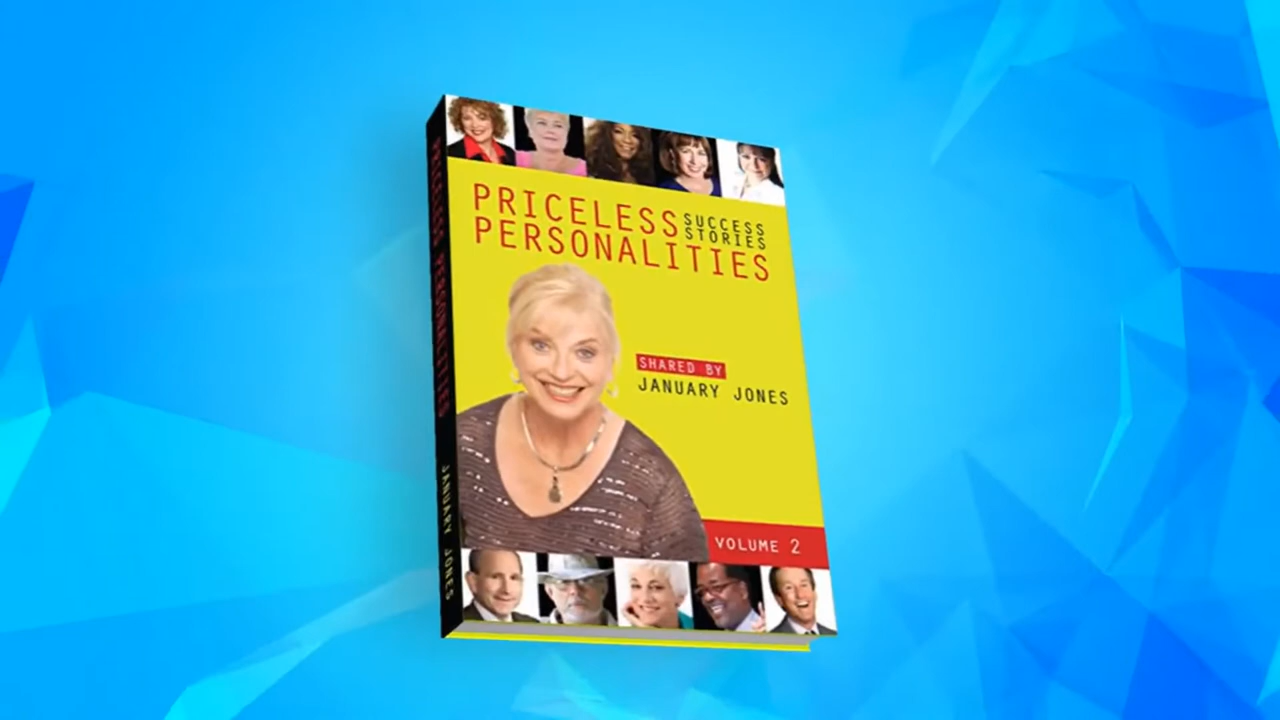 PRICELESS SUCCESS STORIES
PERSONALITIES
SHARED BY
JANUARY JONES
VOLUME 2
PRICELESS PERSONALITIES JANUARY JONES